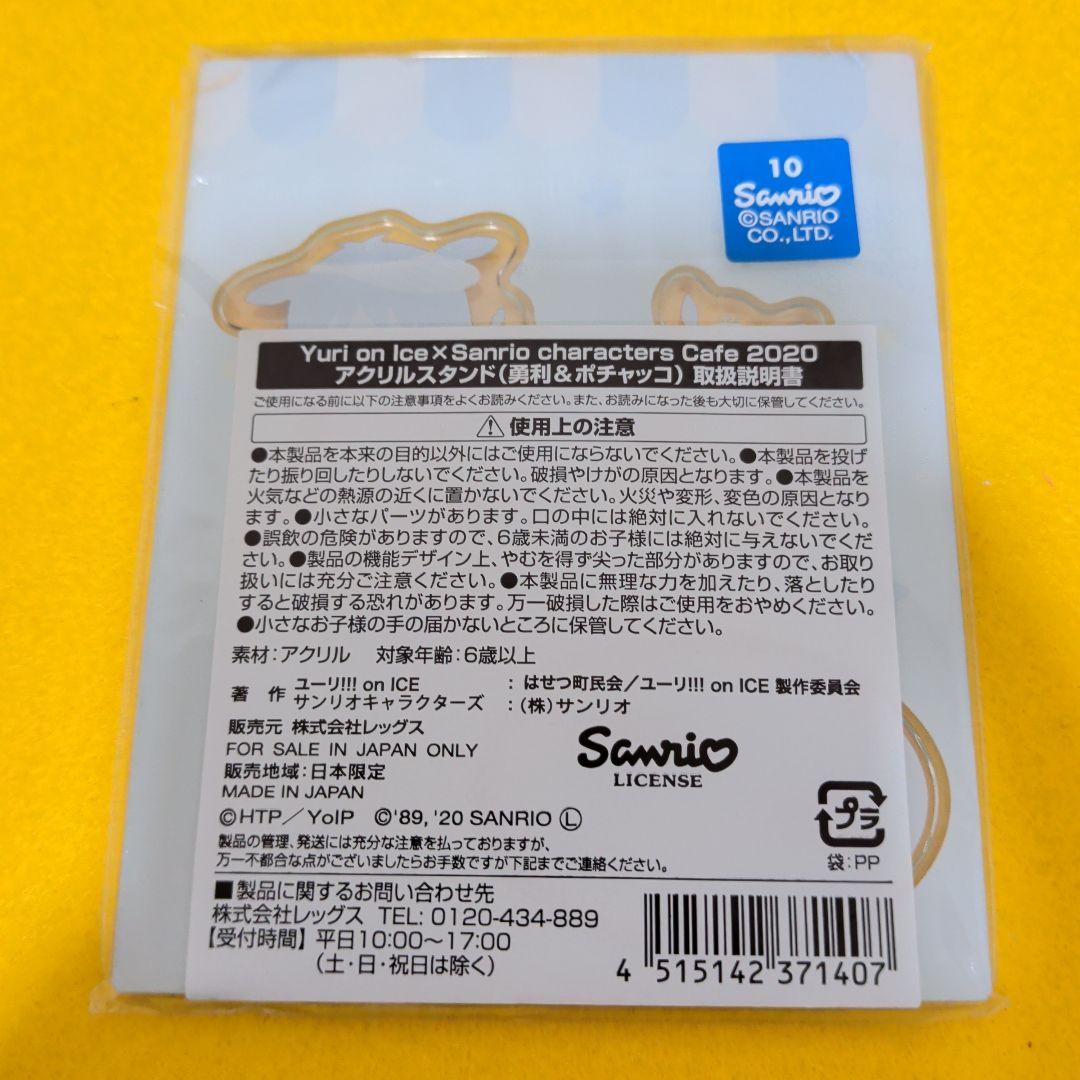 10
Sanrio
©SANRIO
CO.,LTD.
Yuri on Ice×Sanrio characters Cafe 2020
アクリルスタンド(勇利&ポチャッコ) 取扱説明書
ご使用になる前に以下の注意事項をよくお読みください。また、お読みになった後も大切に保管してください。
⚠使用上の注意
●本製品を本来の目的以外にはご使用にならないでください。●本製品を投げ
たり振り回したりしないでください。破損やけがの原因となります。●本製品を
火気などの熱源の近くに置かないでください。火災や変形、変色の原因となり
ます。●小さなパーツがあります。口の中には絶対に入れないでください。
●誤飲の危険がありますので、6歳未満のお子様には絶対に与えないでくだ
さい。●製品の機能デザイン上、やむを得ず尖った部分がありますので、お取り
扱いには充分ご注意ください。●本製品に無理な力を加えたり、落としたり
すると破損する恐れがあります。万一破損した際はご使用をおやめください。
●小さなお子様の手の届かないところに保管してください。
素材:アクリル 対象年齢:6歳以上
著 作 ユーリ!!! on ICE : はせつ町民会/ユーリ!!! on ICE 製作委員会
サンリオキャラクターズ : (株)サンリオ
販売元 株式会社レッグス
FOR SALE IN JAPAN ONLY
販売地域:日本限定
MADE IN JAPAN
Sanrio
LICENSE
©HTP/YoIP ©'89, '20 SANRIO Ⓛ
製品の管理、発送には充分な注意を払っておりますが、
万一不都合な点がございましたらお手数ですが下記までご連絡ください。
プラ
袋:PP
■製品に関するお問い合わせ先
株式会社レッグス TEL: 0120-434-889
【受付時間】平日10:00〜17:00
(土・日・祝日は除く)
4 515142 371407